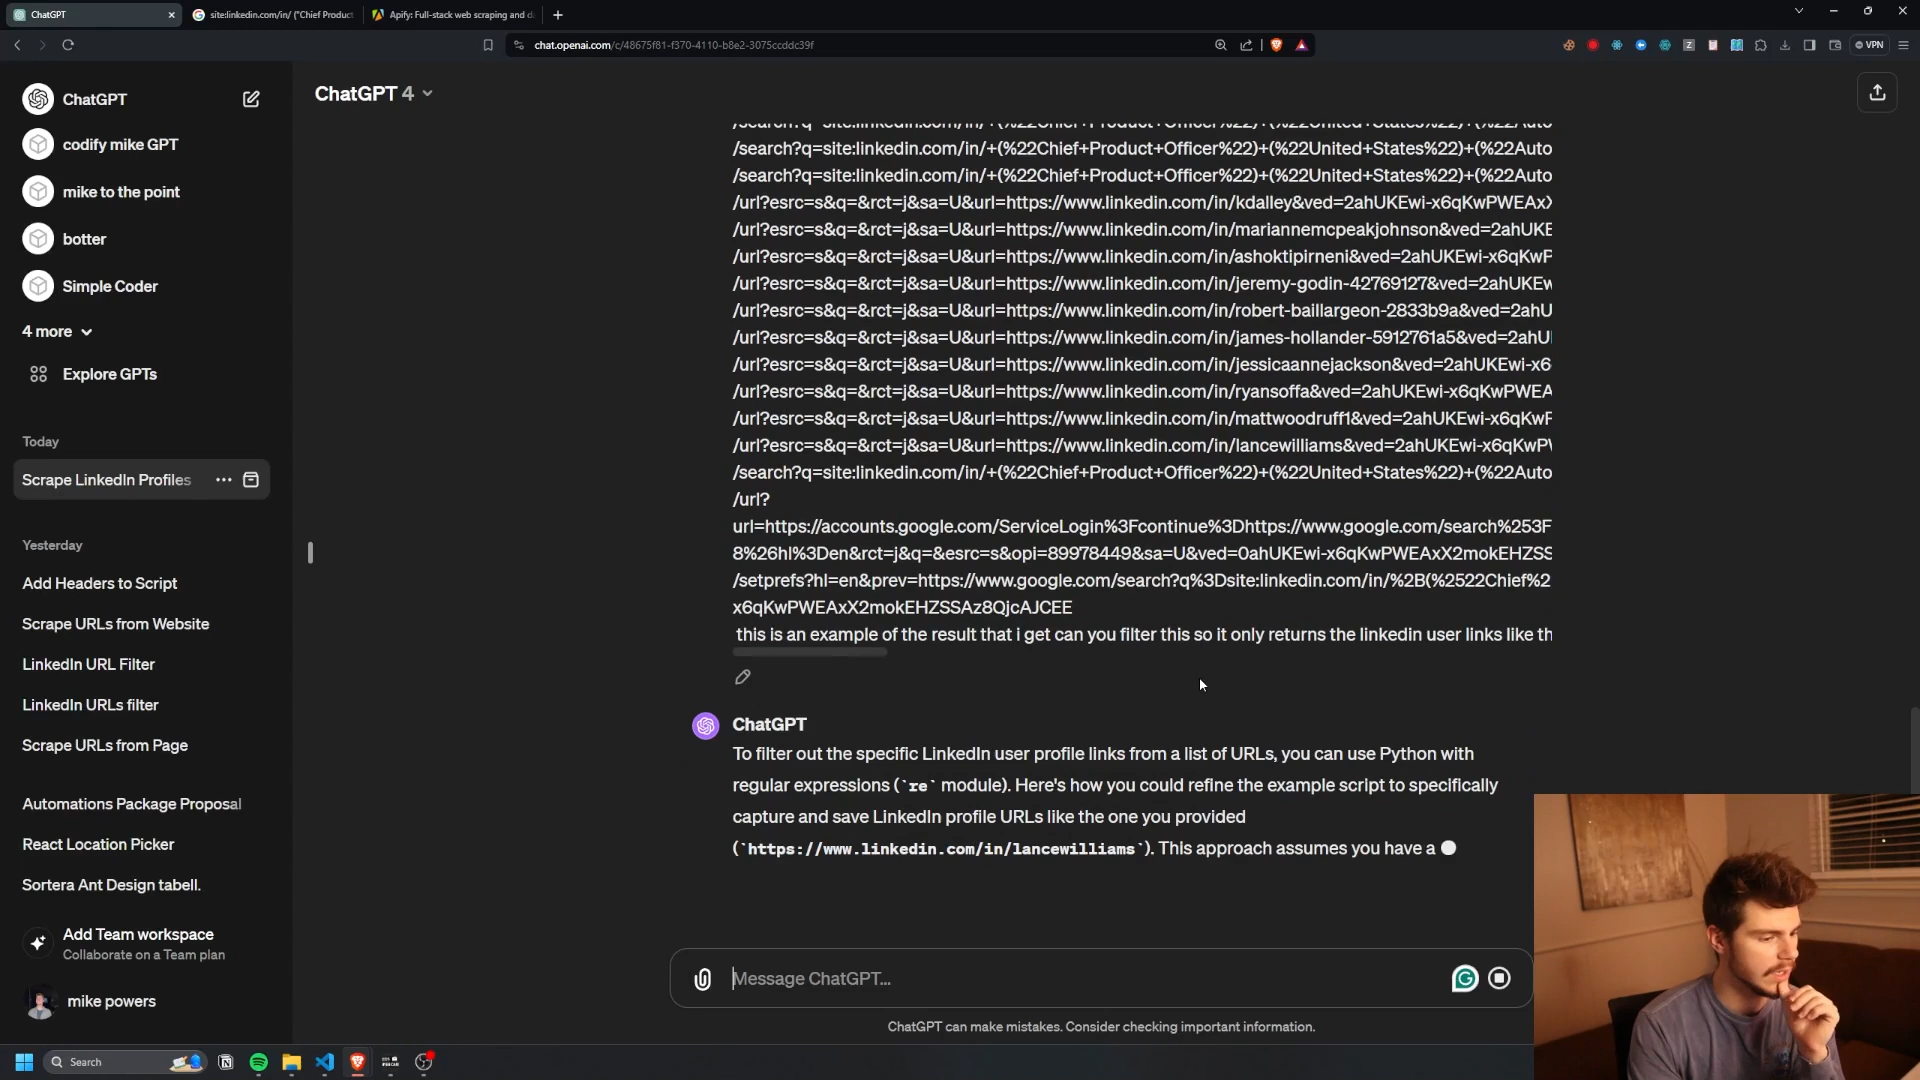 ChatGPT
site:linkedin.com/in/ ("Chief Product
Apify: Full-stack web scraping and d
chat.openai.com/c/48675f81-f370-4110-b8e2-3075ccddc39f
VPN
ChatGPT
codify mike GPT
mike to the point
botter
Simple Coder
4 more
Explore GPTs
Today
Scrape LinkedIn Profiles
Yesterday
Add Headers to Script
Scrape URLs from Website
LinkedIn URL Filter
LinkedIn URLs filter
Scrape URLs from Page
Automations Package Proposal
React Location Picker
Sortera Ant Design tabell.
Add Team workspace
Collaborate on a Team plan
mike powers
ChatGPT 4
/search?q=site:linkedin.com/in/+(%22Chief+Product+Officer%22)+(%22United+States%22)+(%22Auto
/search?q=site:linkedin.com/in/+(%22Chief+Product+Officer%22)+(%22United+States%22)+(%22Auto
/search?q=site:linkedin.com/in/+(%22Chief+Product+Officer%22)+(%22United+States%22)+(%22Auto
/url?esrc=s&q=&rct=j&sa=U&url=https://www.linkedin.com/in/kdalley&ved=2ahUKEwi-x6qKwPWEAxX
/url?esrc=s&q=&rct=j&sa=U&url=https://www.linkedin.com/in/mariannemcpeakjohnson&ved=2ahUKE
/url?esrc=s&q=&rct=j&sa=U&url=https://www.linkedin.com/in/ashoktipirneni&ved=2ahUKEwi-x6qKwP
/url?esrc=s&q=&rct=j&sa=U&url=https://www.linkedin.com/in/jeremy-godin-42769127&ved=2ahUKEw
/url?esrc=s&q=&rct=j&sa=U&url=https://www.linkedin.com/in/robert-baillargeon-2833b9a&ved=2ahU
/url?esrc=s&q=&rct=j&sa=U&url=https://www.linkedin.com/in/james-hollander-5912761a5&ved=2ahU
/url?esrc=s&q=&rct=j&sa=U&url=https://www.linkedin.com/in/jessicaannejackson&ved=2ahUKEwi-x6
/url?esrc=s&q=&rct=j&sa=U&url=https://www.linkedin.com/in/ryansoffa&ved=2ahUKEwi-x6qKwPWEA
/url?esrc=s&q=&rct=j&sa=U&url=https://www.linkedin.com/in/mattwoodruff1&ved=2ahUKEwi-x6qKwP
/url?esrc=s&q=&rct=j&sa=U&url=https://www.linkedin.com/in/lancewilliams&ved=2ahUKEwi-x6qKwPW
/search?q=site:linkedin.com/in/+(%22Chief+Product+Officer%22)+(%22United+States%22)+(%22Auto
/url?
url=https://accounts.google.com/ServiceLogin%3Fcontinue%3Dhttps://www.google.com/search%253F
8%26hl%3Den&rct=j&q=&esrc=s&opi=89978449&sa=U&ved=0ahUKEwi-x6qKwPWEAxX2mokEHZSS
/setprefs?hl=en&prev=https://www.google.com/search?q%3Dsite:linkedin.com/in/%2B(%2522Chief%2
x6qKwPWEAxX2mokEHZSSAz8QjcAJCEE
this is an example of the result that i get can you filter this so it only returns the linkedin user links like th
ChatGPT
To filter out the specific LinkedIn user profile links from a list of URLs, you can use Python with
regular expressions (`re` module). Here's how you could refine the example script to specifically
capture and save LinkedIn profile URLs like the one you provided
(`https://www.linkedin.com/in/lancewilliams`). This approach assumes you have a
Message ChatGPT...
ChatGPT can make mistakes. Consider checking important information.
Search